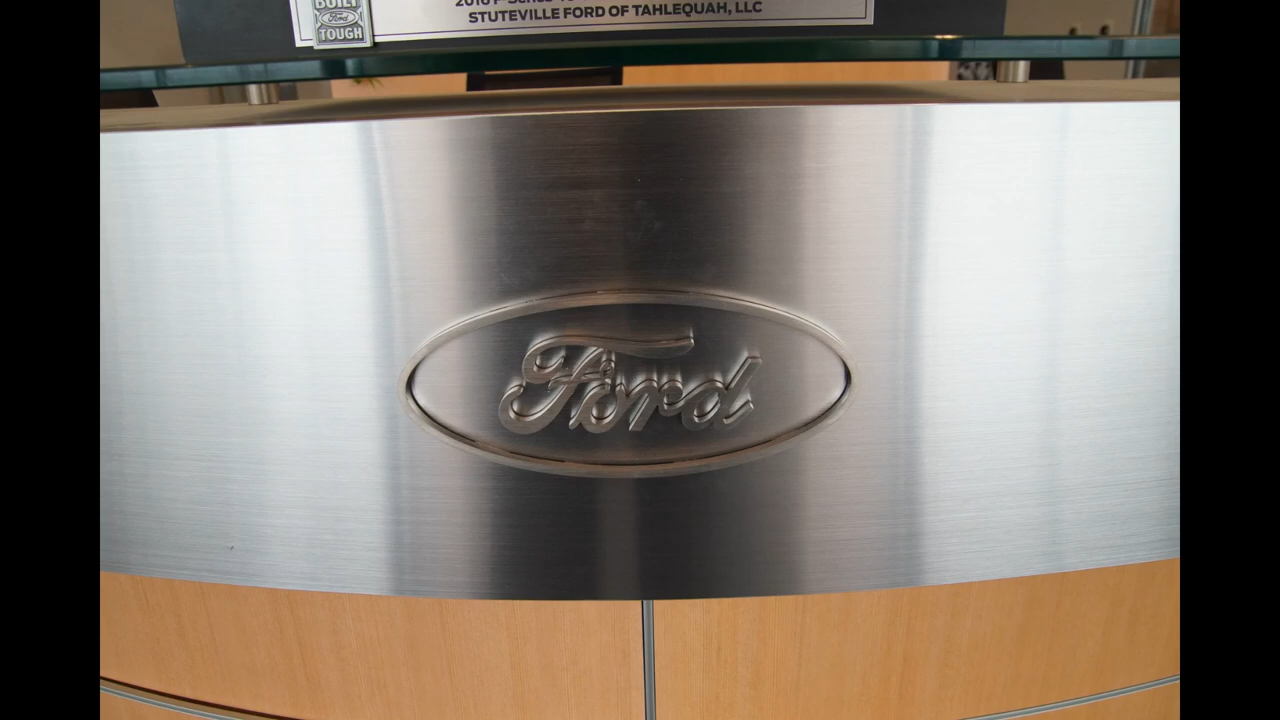 BUILT
Ford
TOUGH
STUTEVILLE FORD OF TAHLEQUAH, LLC
Ford